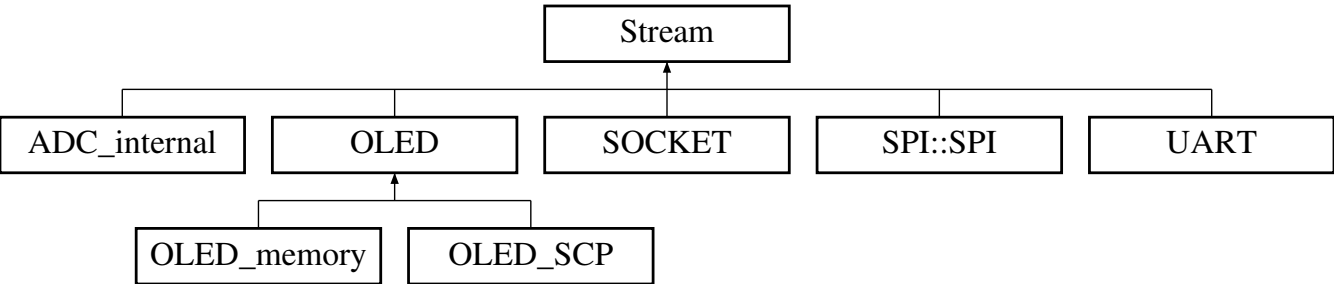 Stream
ADC_internal OLED SOCKET SPI::SPI UART
OLED_memory OLED_SCP